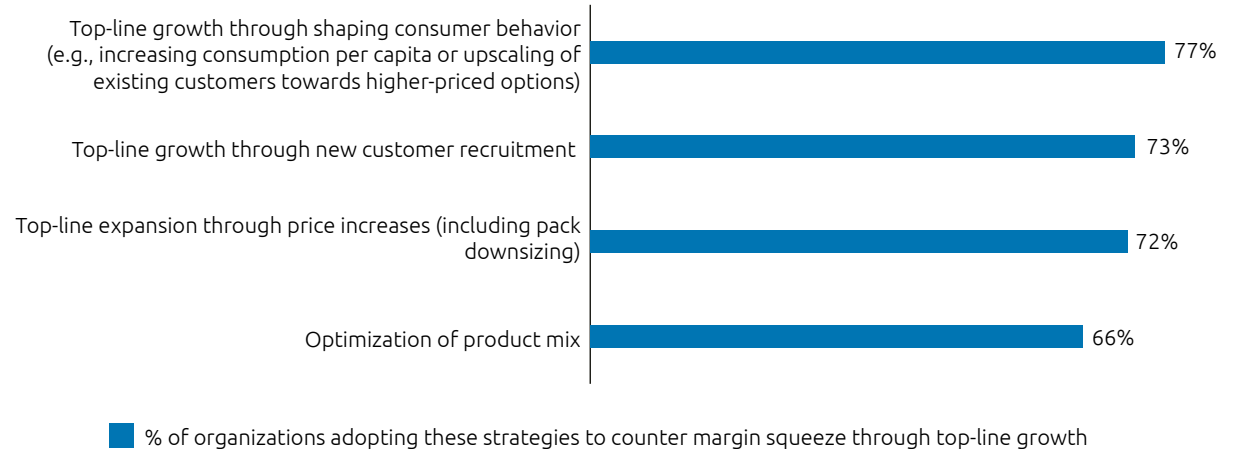 Top-line growth through shaping consumer behavior
(e.g., increasing consumption per capita or upscaling of
existing customers towards higher-priced options)
77%
Top-line growth through new customer recruitment
73%
Top-line expansion through price increases (including pack
downsizing)
72%
Optimization of product mix
66%
% of organizations adopting these strategies to counter margin squeeze through top-line growth